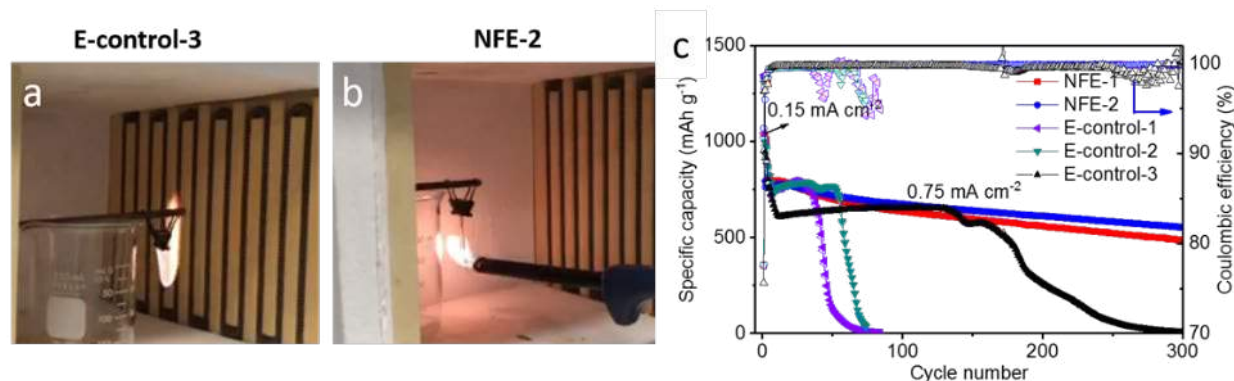 E-control-3
NFE-2
a
b
c
1500
1000
500
0
Specific capacity (mAh g⁻¹)
0.15 mA cm⁻²
0.75 mA cm⁻²
NFE-1
NFE-2
E-control-1
E-control-2
E-control-3
100
90
80
70
Coulombic efficiency (%)
0
100
200
300
Cycle number